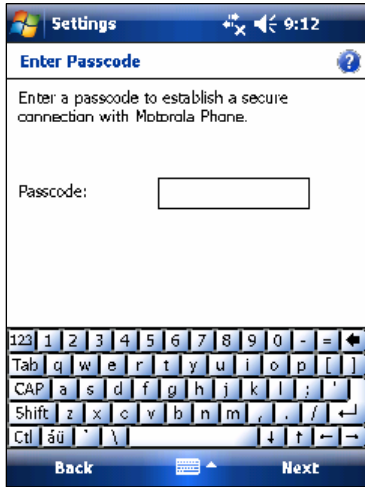 Settings 9:12
Enter Passcode ?
Enter a passcode to establish a secure
connection with Motorola Phone.
Passcode:
123 1 2 3 4 5 6 7 8 9 0 - = 🡄
Tab q w e r t y u i o p [ ]
CAP a s d f g h j k l ; '
Shift z x c v b n m , . / ↵
Ctl áü ` \ ↓ ↑ ← →
Back Next